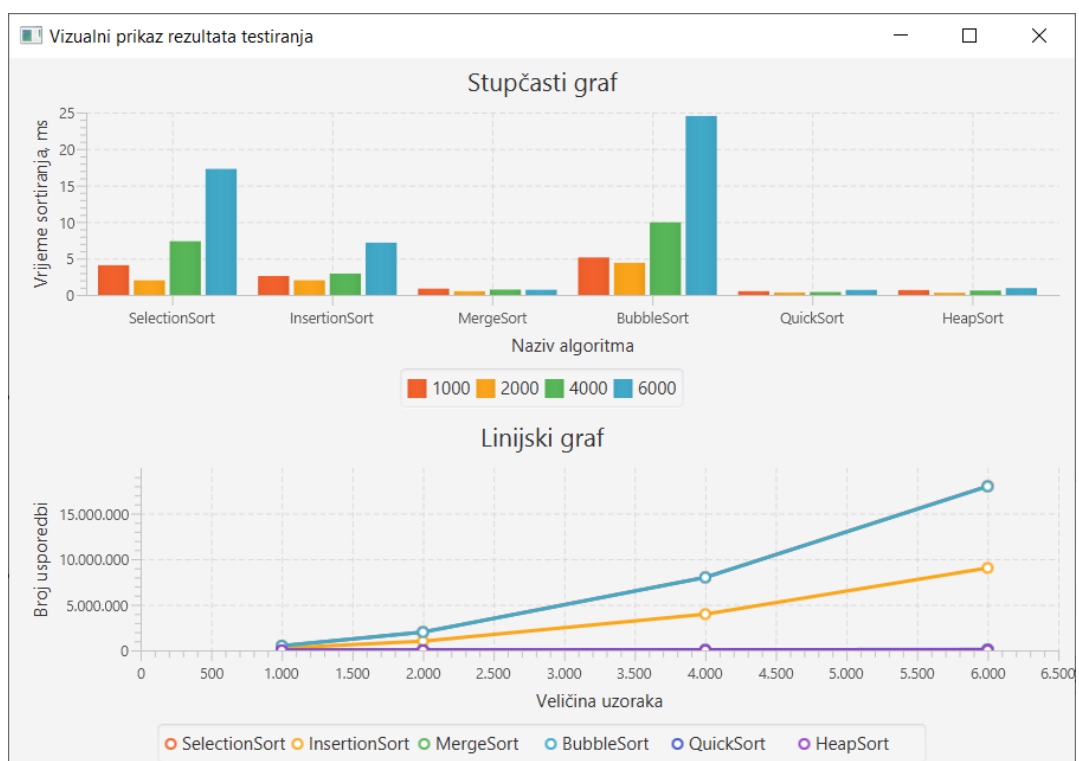 Vizualni prikaz rezultata testiranja
Stupčasti graf
Vrijeme sortiranja, ms
25
20
15
10
5
0
SelectionSort InsertionSort MergeSort BubbleSort QuickSort HeapSort
Naziv algoritma
1000 2000 4000 6000
Linijski graf
Broj usporedbi
15.000.000
10.000.000
5.000.000
0
0 500 1.000 1.500 2.000 2.500 3.000 3.500 4.000 4.500 5.000 5.500 6.000 6.500
Veličina uzoraka
SelectionSort InsertionSort MergeSort BubbleSort QuickSort HeapSort